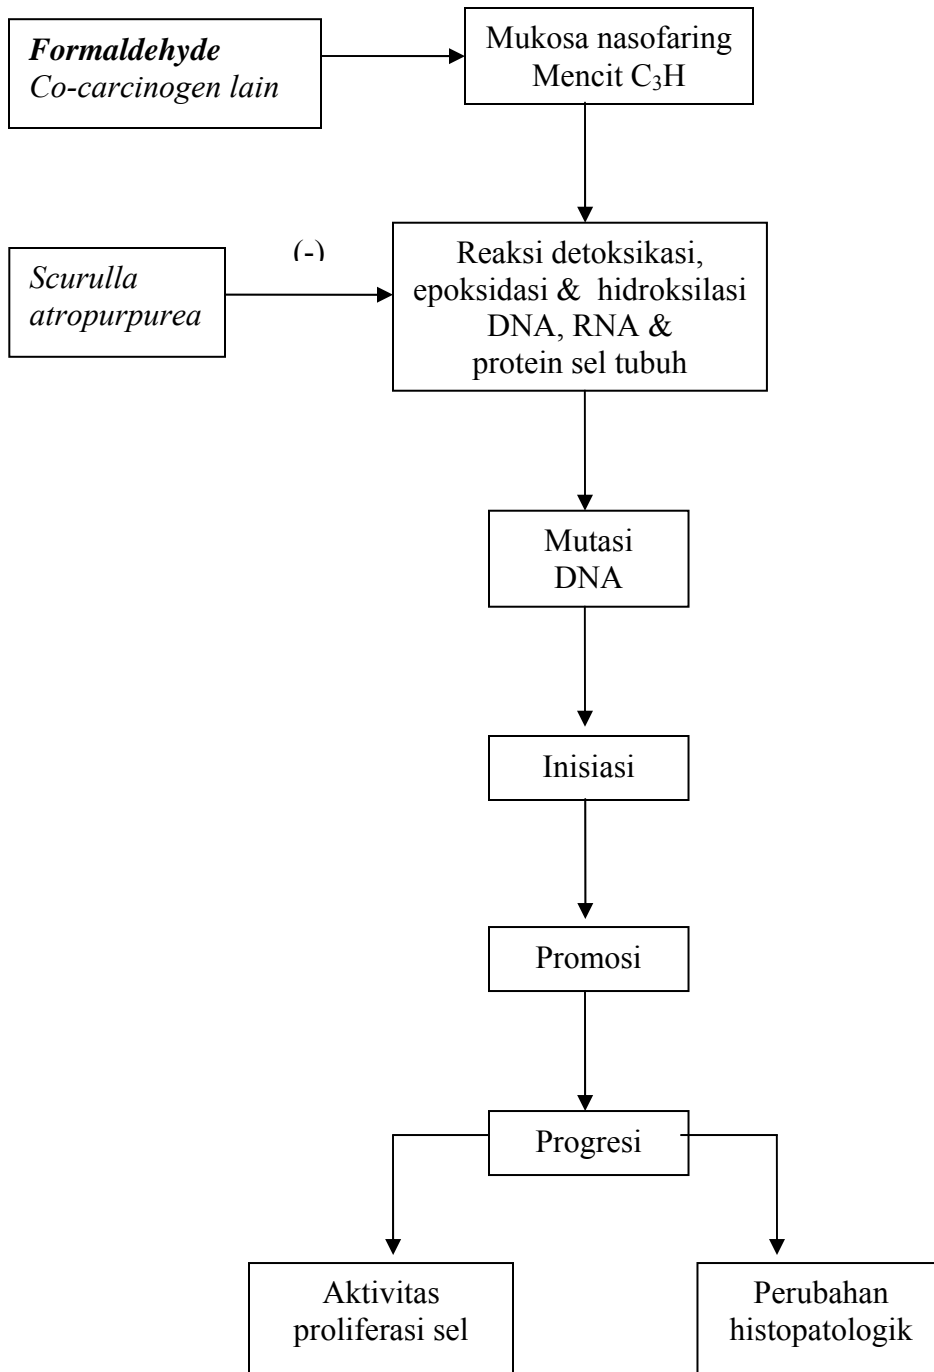 Formaldehyde
Co-carcinogen lain
Mukosa nasofaring
Mencit C₃H
(-)
Scurulla
atropurpurea
Reaksi detoksikasi,
epoksidasi & hidroksilasi
DNA, RNA &
protein sel tubuh
Mutasi
DNA
Inisiasi
Promosi
Progresi
Aktivitas
proliferasi sel
Perubahan
histopatologik